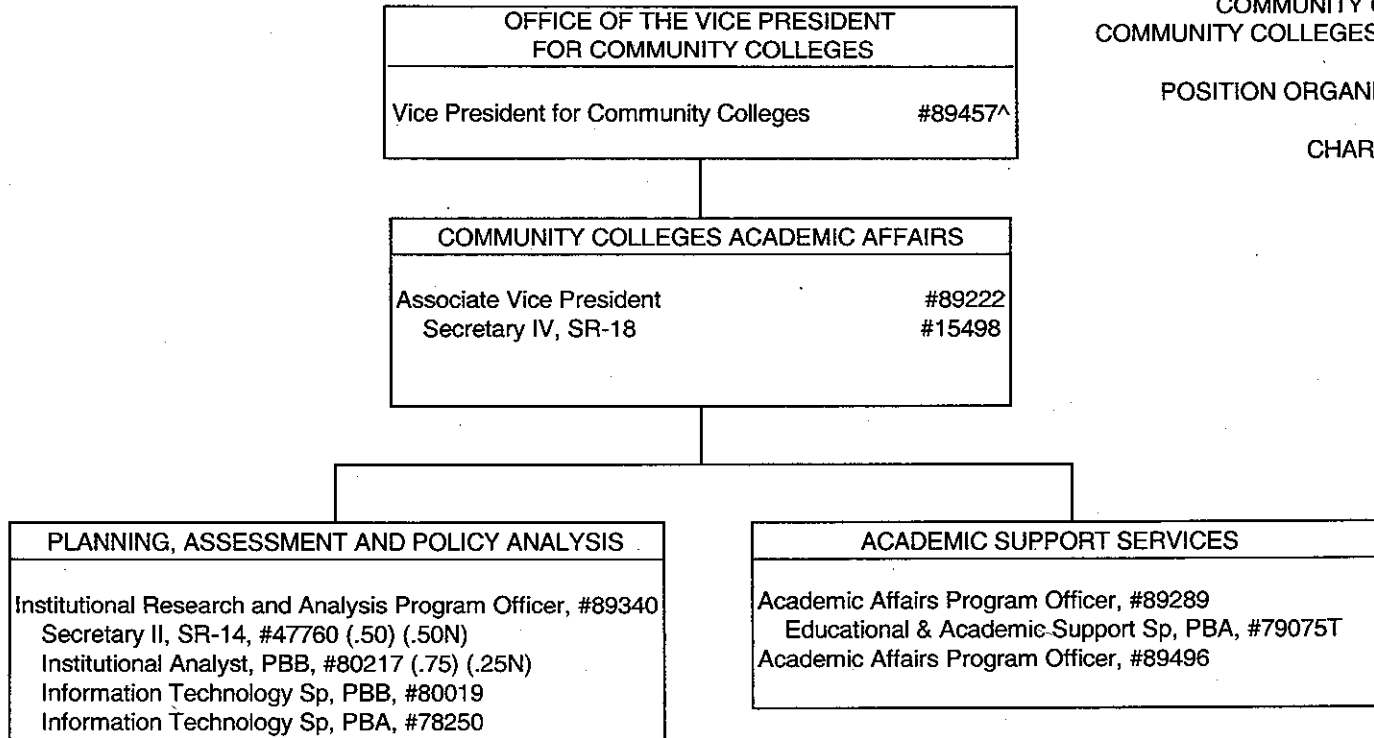 OFFICE OF THE VICE PRESIDENT
FOR COMMUNITY COLLEGES
Vice President for Community Colleges #89457^
COMMUNITY
COMMUNITY COLLEGES
POSITION
COMMUNITY COLLEGES ACADEMIC AFFAIRS
Associate Vice President #89222
Secretary IV, SR-18 #15498
PLANNING, ASSESSMENT AND POLICY ANALYSIS
Institutional Research and Analysis Program Officer, #89340
Secretary II, SR-14, #47760 (.50) (.50N)
Institutional Analyst, PBB, #80217 (.75) (.25N)
Information Technology Sp, PBB, #80019
Information Technology Sp, PBA, #78250
ACADEMIC SUPPORT SERVICES
Academic Affairs Program Officer, #89289
Educational & Academic Support Sp, PBA, #79075T
Academic Affairs Program Officer, #89496